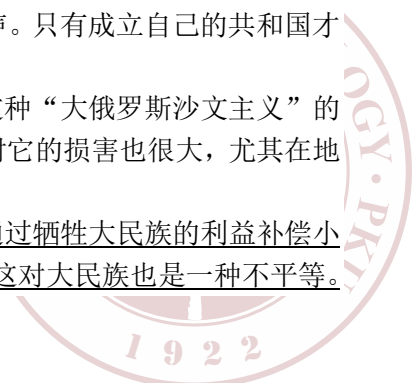 声。只有成立自己的共和国才
这种“大俄罗斯沙文主义”的
对它的损害也很大，尤其在地
通过牺牲大民族的利益补偿小
这对大民族也是一种不平等。
OGY · PK
1922